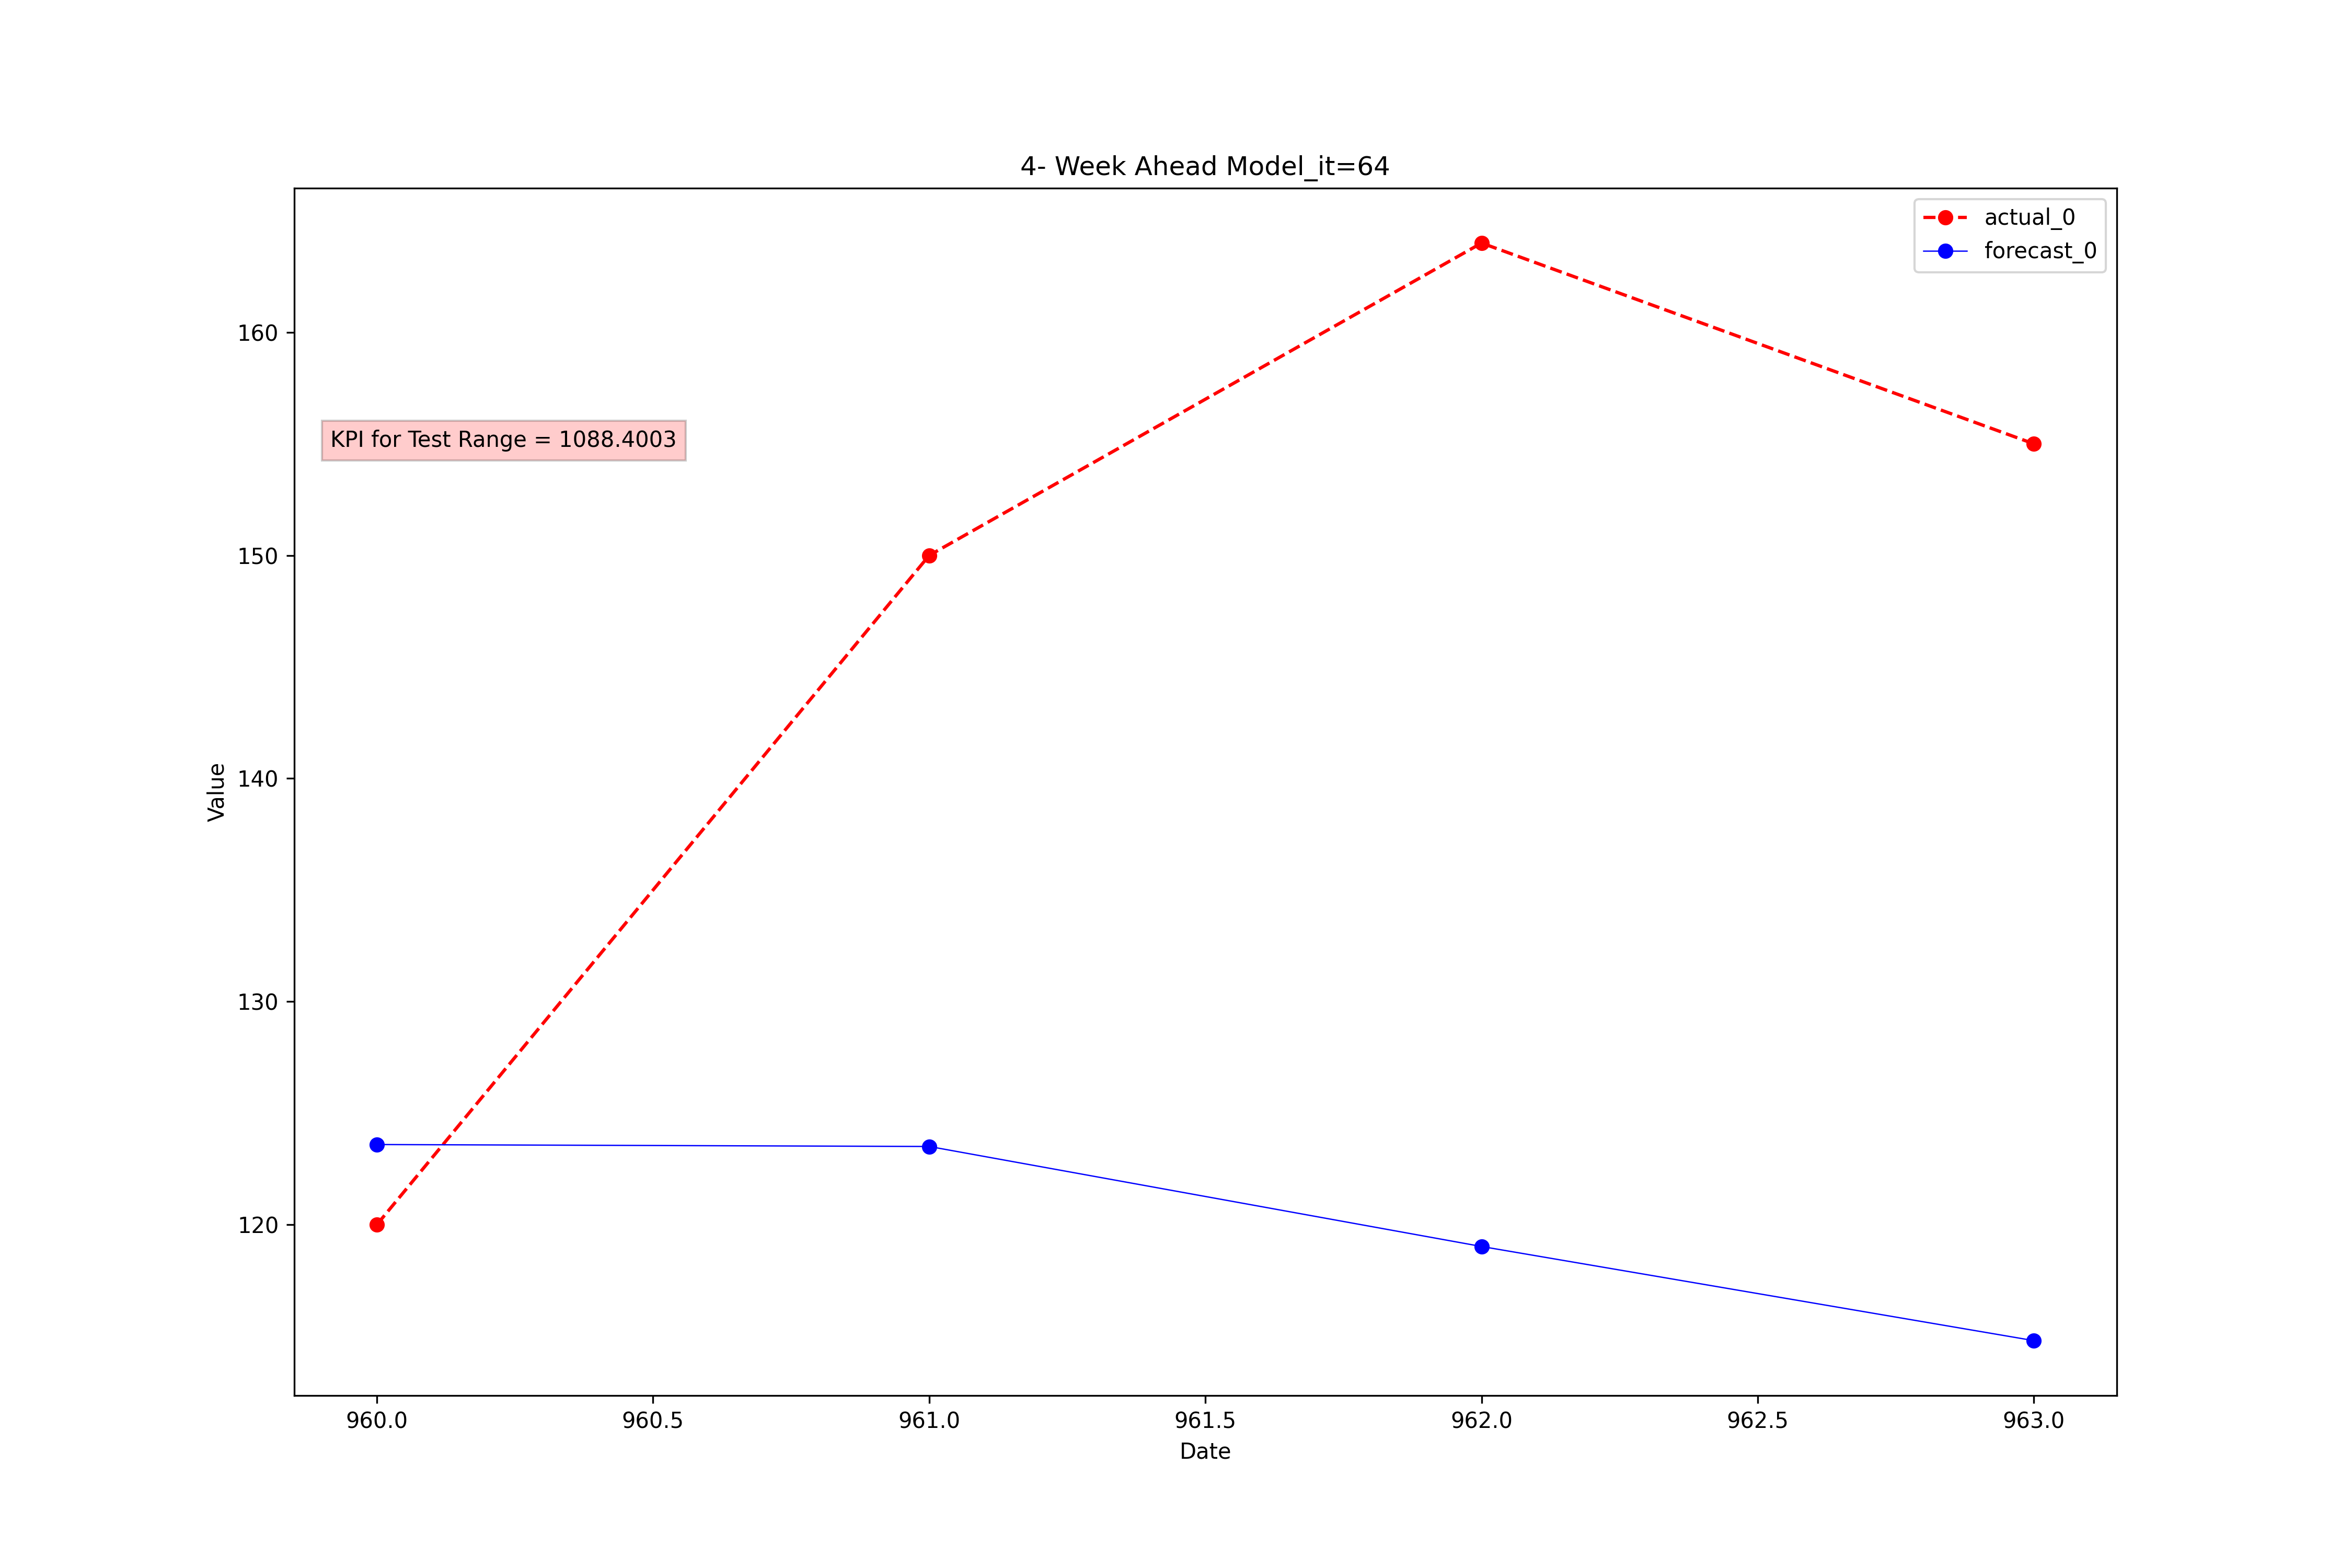 4- Week Ahead Model_it=64
actual_0
forecast_0
KPI for Test Range = 1088.4003
Value
160
150
140
130
120
960.0 960.5 961.0 961.5 962.0 962.5 963.0
Date